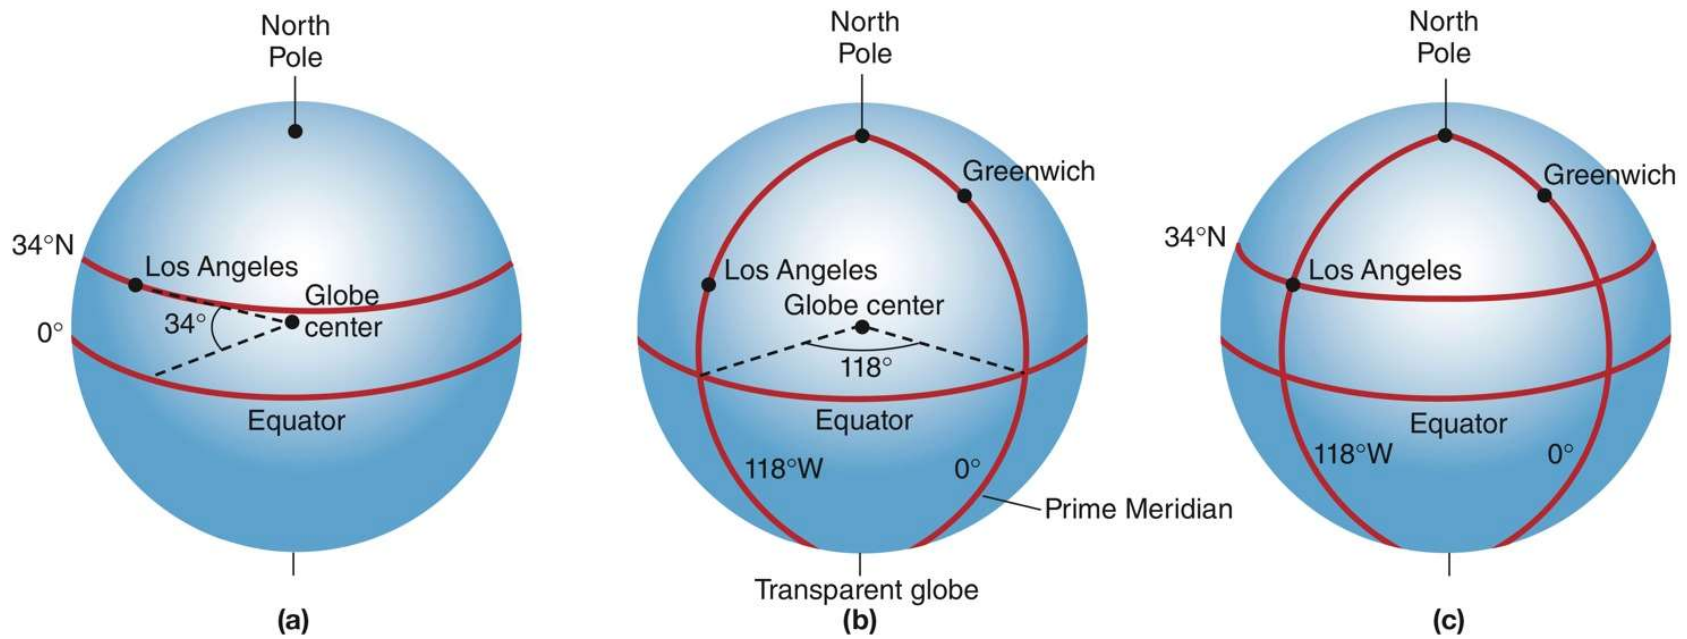 North
Pole
34°N
Los Angeles
Globe
center
34°
0°
Equator
(a)
North
Pole
Greenwich
Los Angeles
Globe center
118°
Equator
118°W
0°
Prime Meridian
Transparent globe
(b)
North
Pole
Greenwich
34°N
Los Angeles
Equator
118°W
0°
(c)